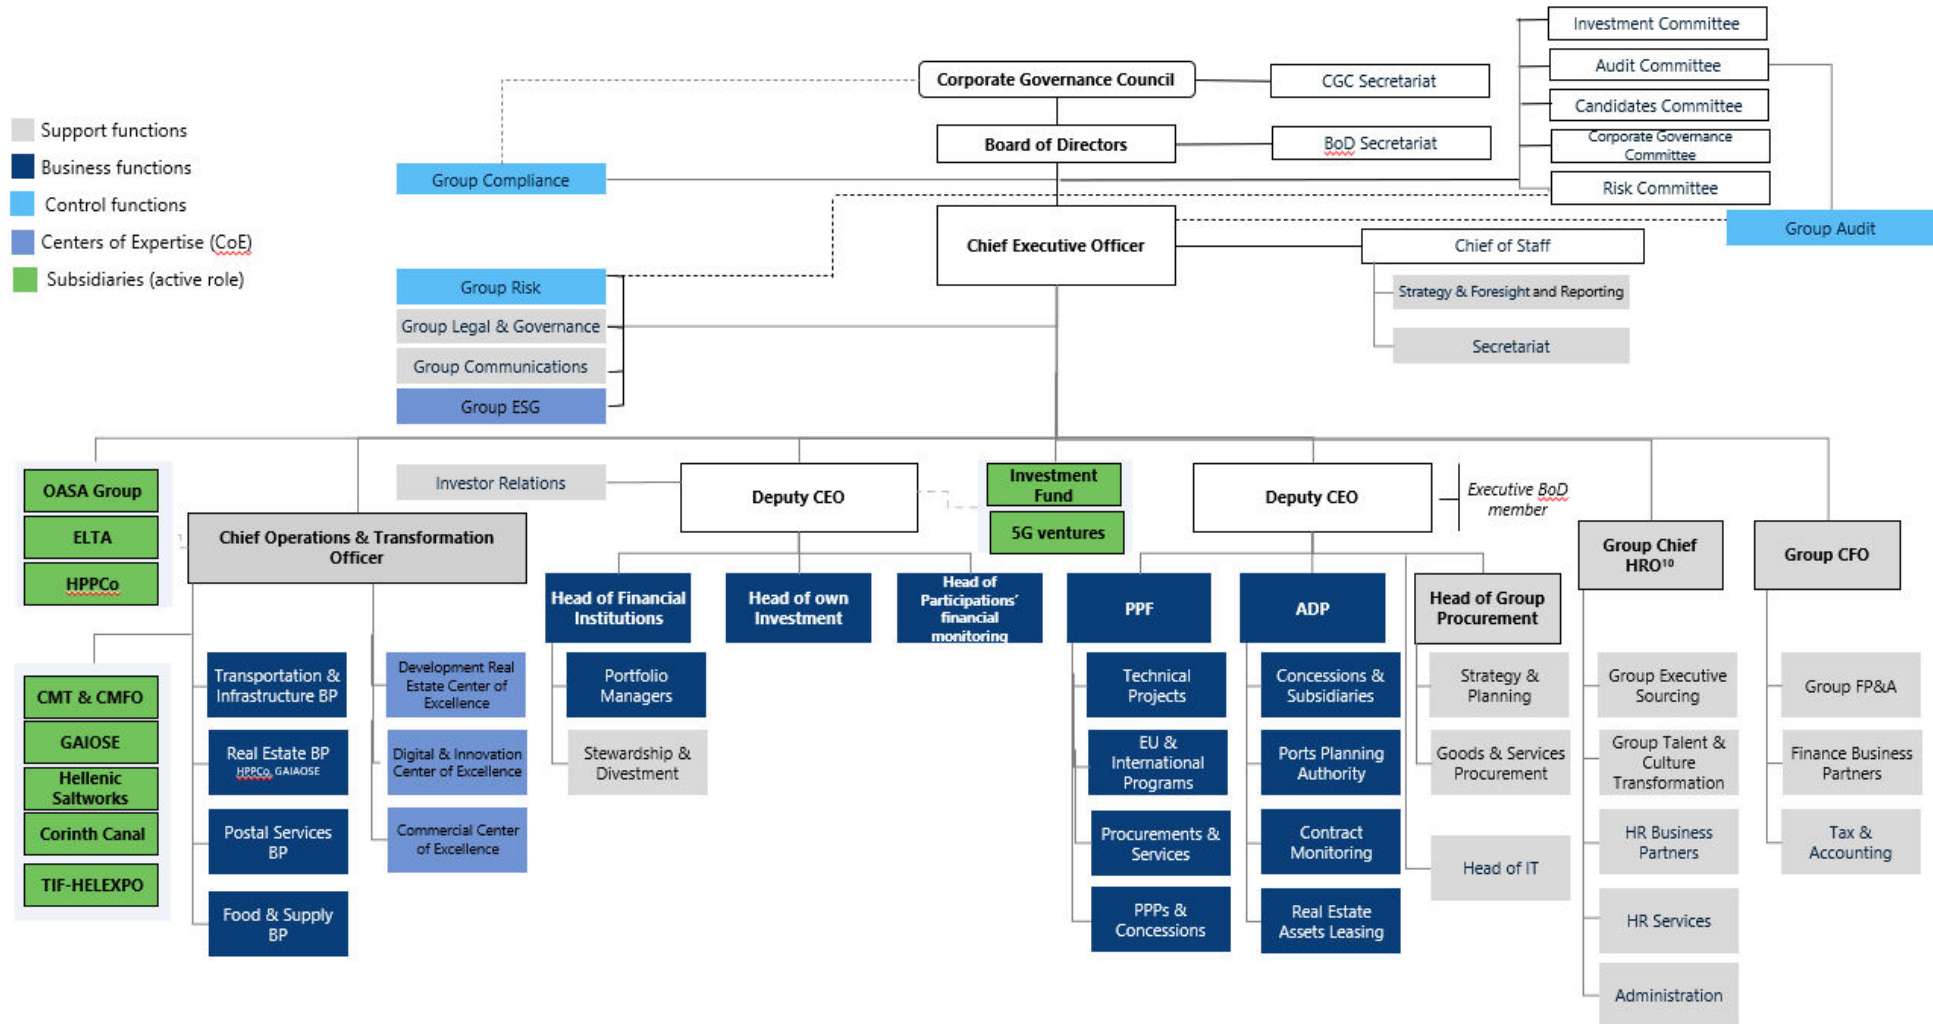 Investment Committee
Audit Committee
Candidates Committee
Corporate Governance
Committee
Risk Committee
Corporate Governance Council
CGC Secretariat
Board of Directors
BoD Secretariat
Support functions
Business functions
Control functions
Centers of Expertise (CoE)
Subsidiaries (active role)
Group Compliance
Group Audit
Chief Executive Officer
Chief of Staff
Strategy & Foresight and Reporting
Secretariat
Group Risk
Group Legal & Governance
Group Communications
Group ESG
OASA Group
ELTA
HPPCo
CMT & CMFO
GAIOSE
Hellenic
Saltworks
Corinth Canal
TIF-HELEXPO
Chief Operations & Transformation
Officer
Transportation &
Infrastructure BP
Real Estate BP
HPPCo, GAIAOSE
Postal Services
BP
Food & Supply
BP
Development Real
Estate Center of
Excellence
Digital & Innovation
Center of Excellence
Commercial Center
of Excellence
Investor Relations
Deputy CEO
Head of Financial
Institutions
Portfolio
Managers
Stewardship &
Divestment
Head of own
Investment
Head of
Participations'
financial
monitoring
Investment
Fund
5G ventures
Deputy CEO
Executive BoD
member
PPF
Technical
Projects
EU &
International
Programs
Procurements &
Services
PPPs &
Concessions
ADP
Concessions &
Subsidiaries
Ports Planning
Authority
Contract
Monitoring
Real Estate
Assets Leasing
Head of Group
Procurement
Strategy &
Planning
Goods & Services
Procurement
Head of IT
Group Chief
HRO¹⁰
Group Executive
Sourcing
Group Talent &
Culture
Transformation
HR Business
Partners
HR Services
Administration
Group CFO
Group FP&A
Finance Business
Partners
Tax &
Accounting